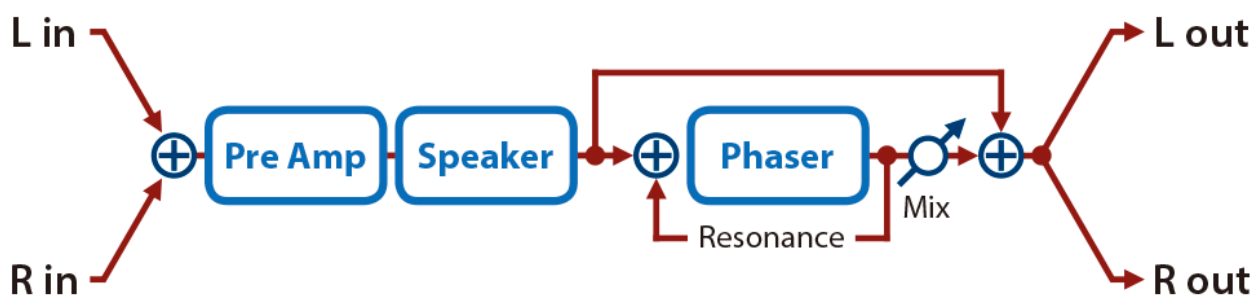 L in
L out
Pre Amp
Speaker
Phaser
Mix
Resonance
R in
R out